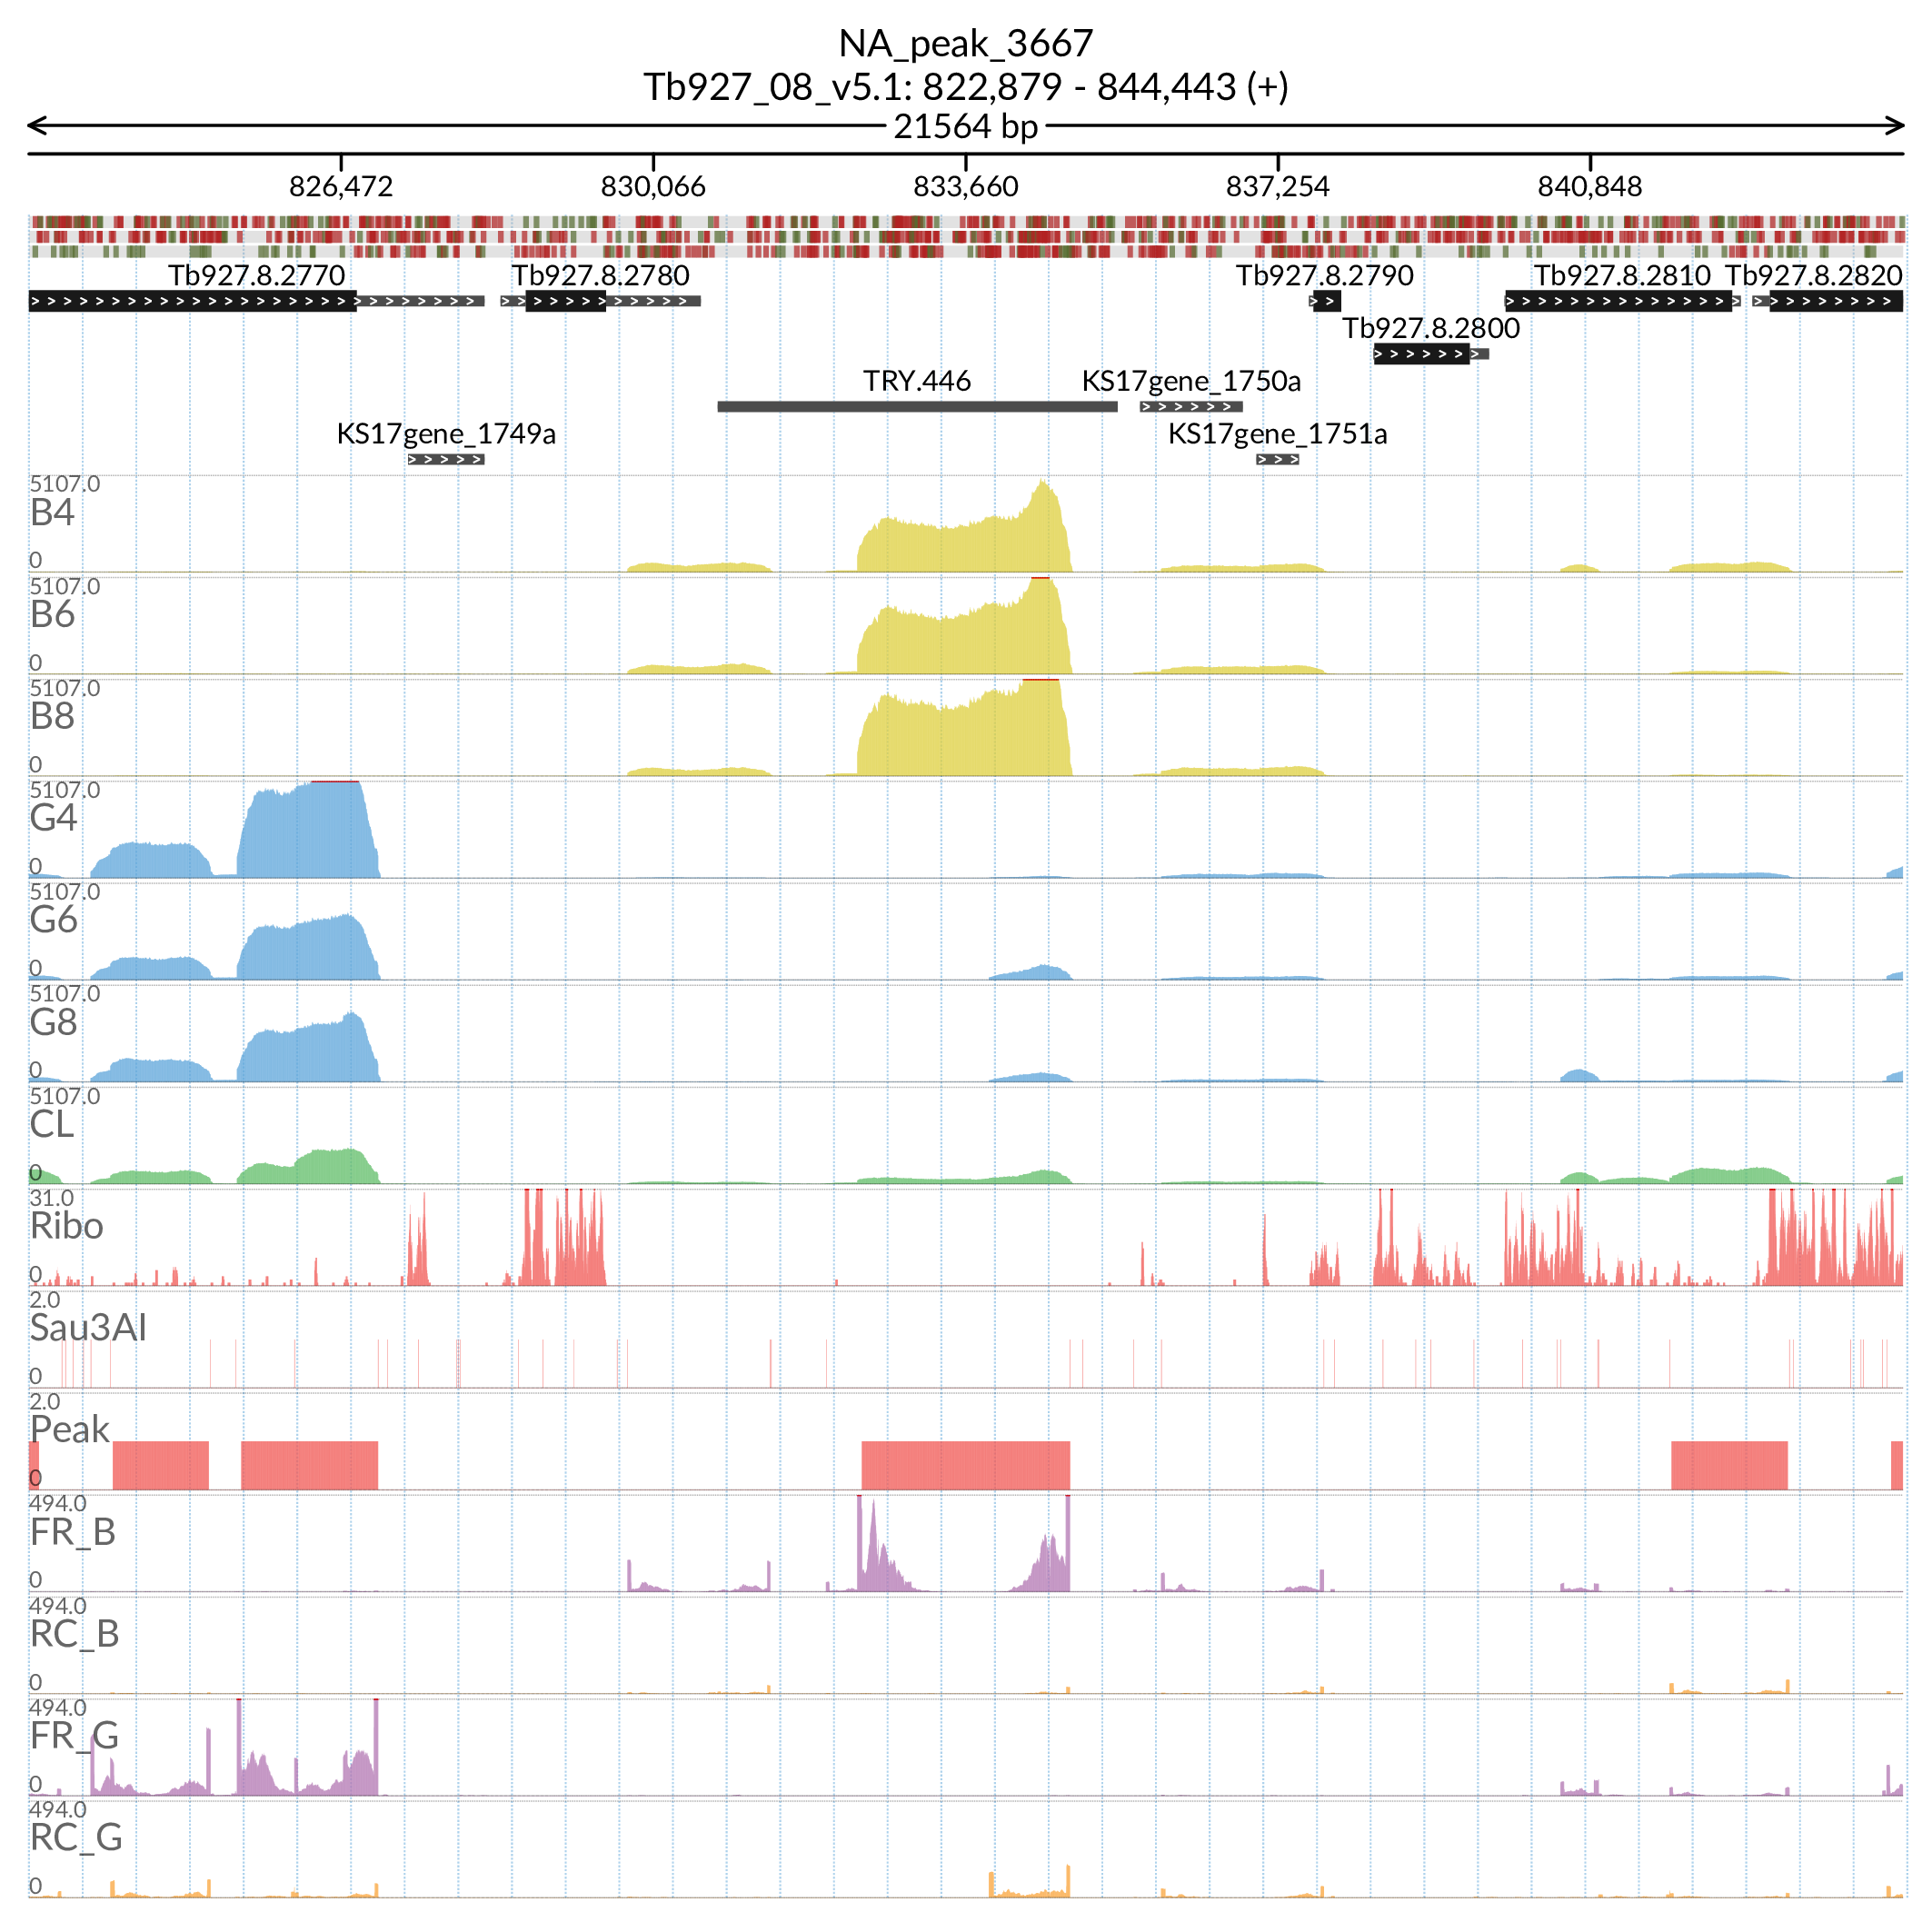 NA_peak_3667
Tb927_08_v5.1: 822,879 - 844,443 (+)
21564 bp
826,472 830,066 833,660 837,254 840,848
Tb927.8.2770 Tb927.8.2780 Tb927.8.2790 Tb927.8.2810 Tb927.8.2820
Tb927.8.2800
TRY.446 KS17gene_1750a
KS17gene_1749a KS17gene_1751a
5107.0
B4
0
5107.0
B6
0
5107.0
B8
0
5107.0
G4
0
5107.0
G6
0
5107.0
G8
0
5107.0
CL
0
31.0
Ribo
0
2.0
Sau3AI
0
2.0
Peak
0
494.0
FR_B
0
494.0
RC_B
0
494.0
FR_G
0
494.0
RC_G
0